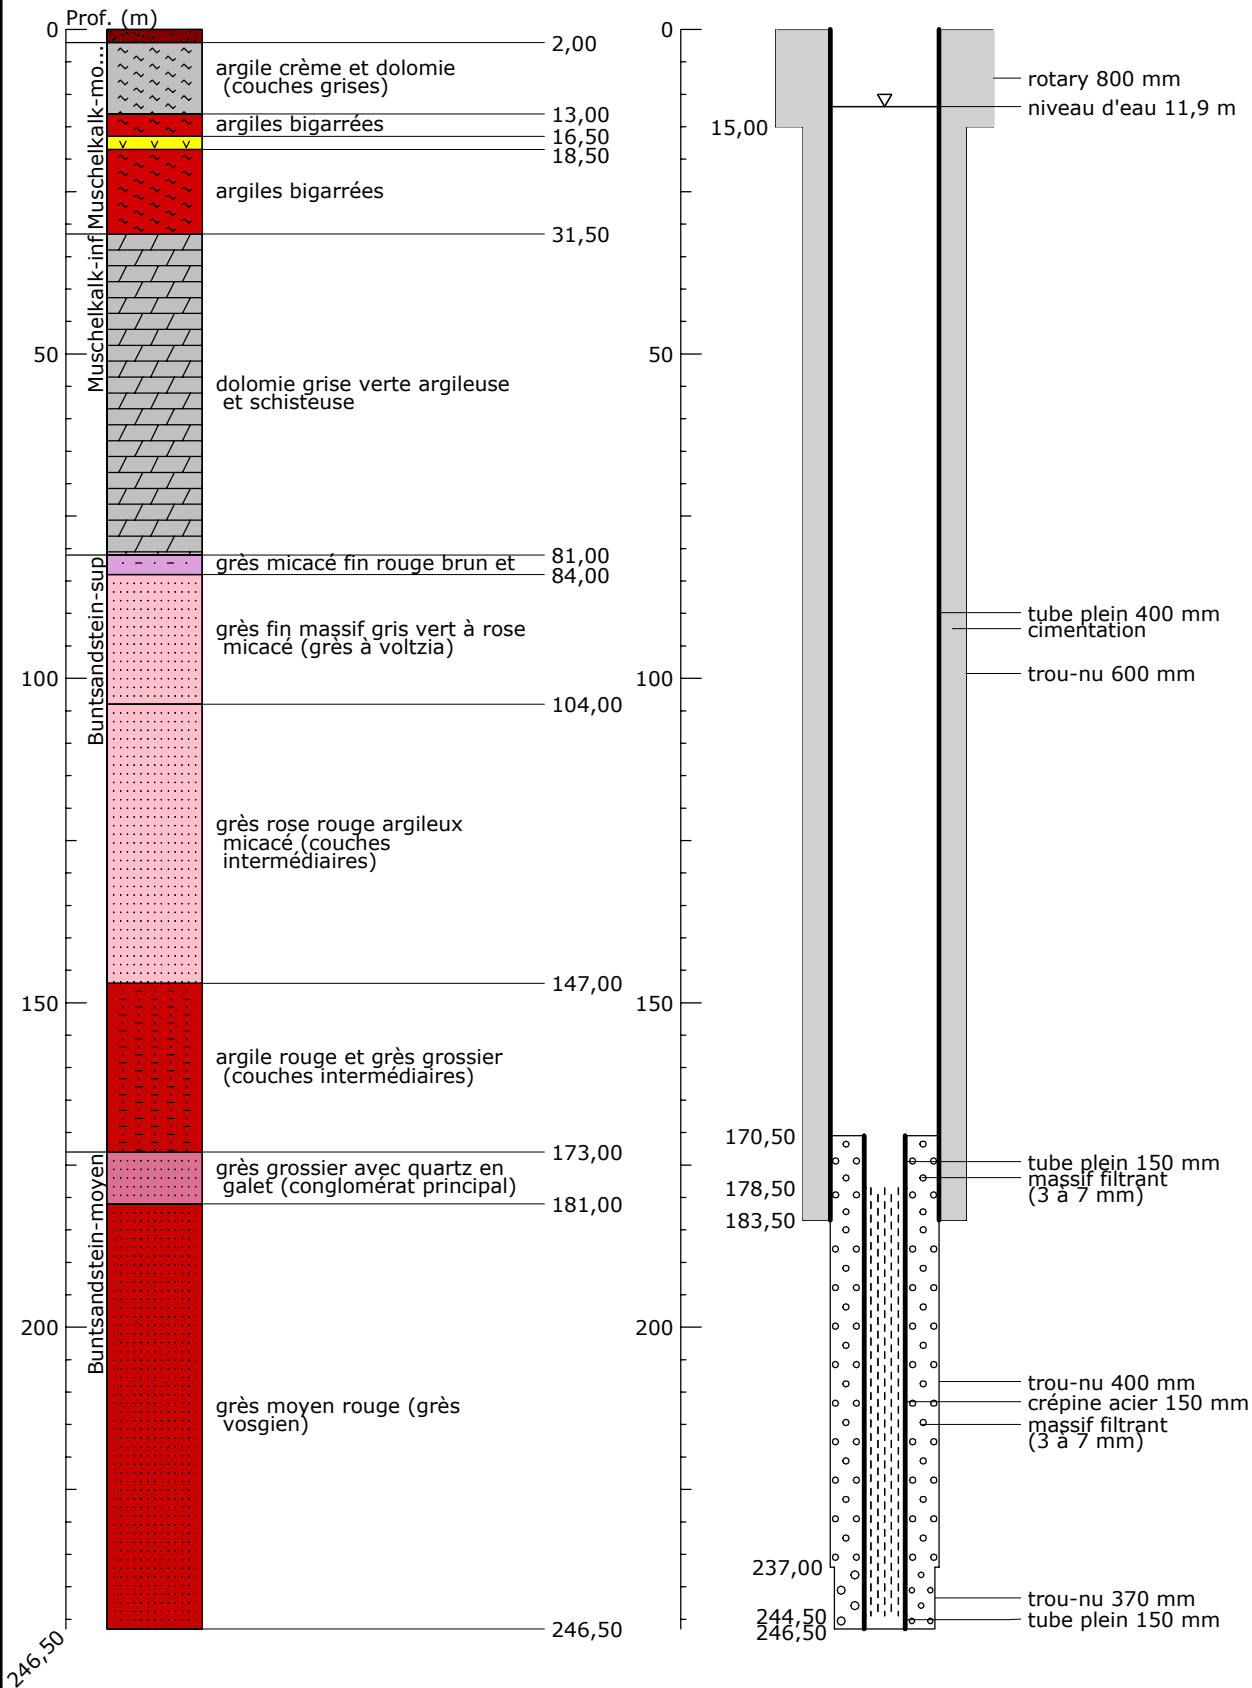 Prof. (m)
0
50
100
150
200
246,50
Muschelkalk-mo...
Muschelkalk-inf
Buntsandstein-sup
Buntsandstein-moyen
2,00
argile crème et dolomie
(couches grises)
13,00
argiles bigarrées
16,50
18,50
argiles bigarrées
31,50
dolomie grise verte argileuse
et schisteuse
81,00
grès micacé fin rouge brun et
84,00
grès fin massif gris vert à rose
micacé (grès à voltzia)
104,00
grès rose rouge argileux
micacé (couches
intermédiaires)
147,00
argile rouge et grès grossier
(couches intermédiaires)
173,00
grès grossier avec quartz en
galet (conglomérat principal)
181,00
grès moyen rouge (grès
vosgien)
246,50
0
50
100
150
200
15,00
170,50
178,50
183,50
237,00
244,50
246,50
rotary 800 mm
niveau d'eau 11,9 m
tube plein 400 mm
cimentation
trou-nu 600 mm
tube plein 150 mm
massif filtrant
(3 à 7 mm)
trou-nu 400 mm
crépine acier 150 mm
massif filtrant
(3 à 7 mm)
trou-nu 370 mm
tube plein 150 mm